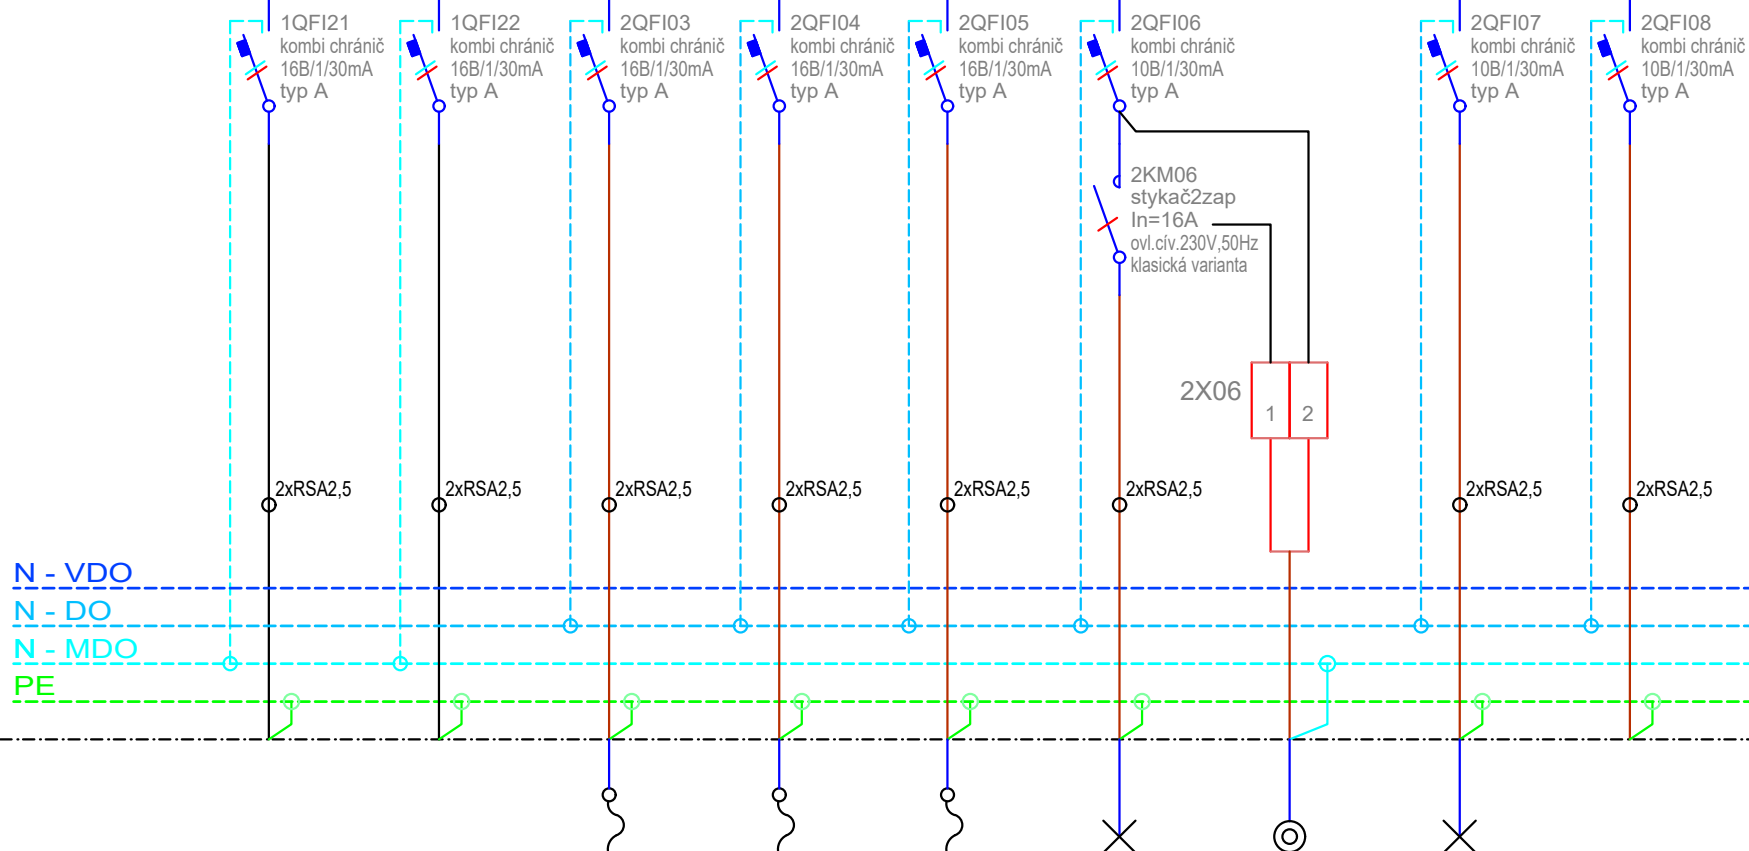 1QFI21
kombi chránič
16B/1/30mA
typ A
1QFI22
kombi chránič
16B/1/30mA
typ A
2QFI03
kombi chránič
16B/1/30mA
typ A
2QFI04
kombi chránič
16B/1/30mA
typ A
2QFI05
kombi chránič
16B/1/30mA
typ A
2QFI06
kombi chránič
10B/1/30mA
typ A
2QFI07
kombi chránič
10B/1/30mA
typ A
2QFI08
kombi chránič
10B/1/30mA
typ A
2KM06
stykač2zap
In=16A
ovl.cív.230V,50Hz
klasická varianta
2X06
1 2
2xRSA2,5
2xRSA2,5
2xRSA2,5
2xRSA2,5
2xRSA2,5
2xRSA2,5
2xRSA2,5
2xRSA2,5
N - VDO
N - DO
N - MDO
PE